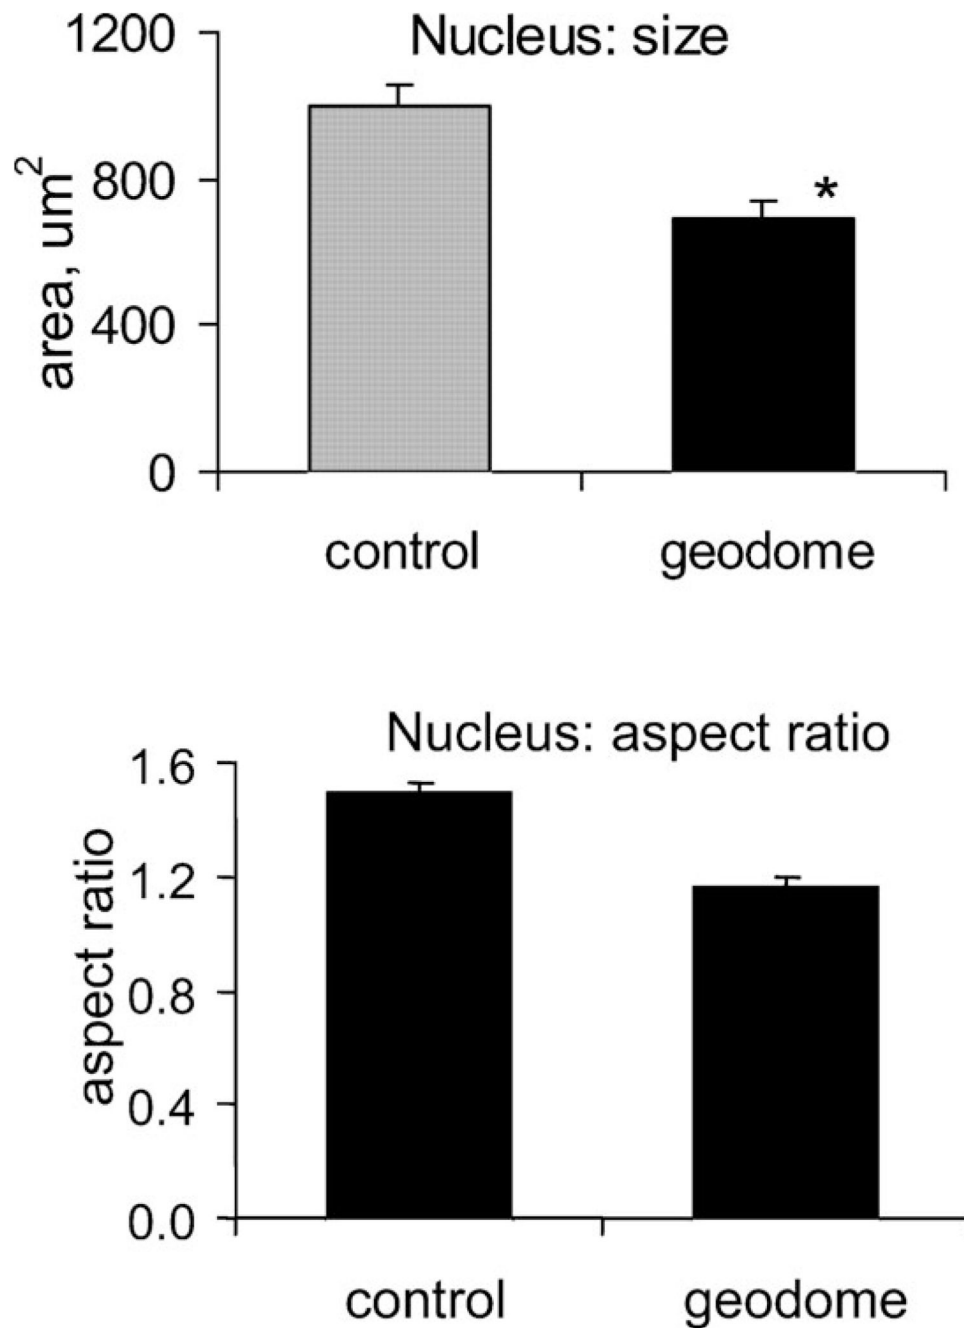 Nucleus: size
1200
800
400
0
area, um²
*
control geodome
Nucleus: aspect ratio
1.6
1.2
0.8
0.4
0.0
aspect ratio
control geodome